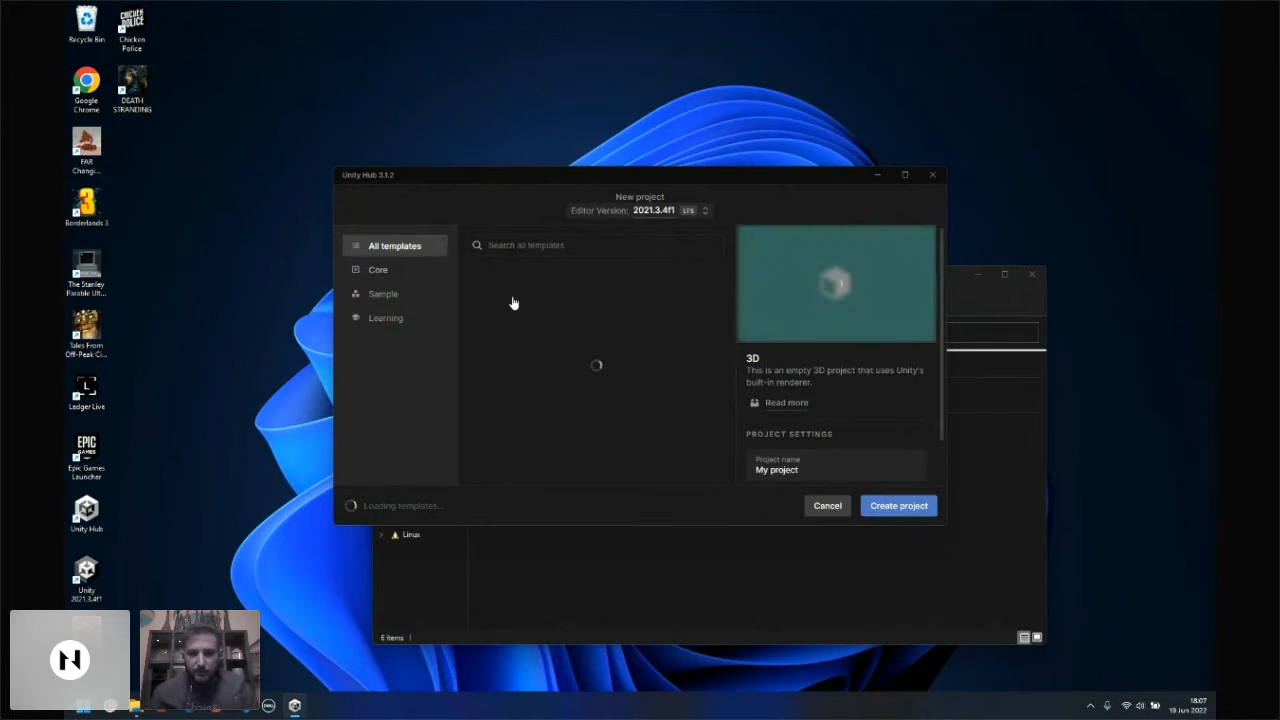 Recycle Bin
Chicken
Police
CHICKEN
POLICE
Google
Chrome
DEATH
STRANDING
FAR
Changi...
3
Borderlands 3
The Stanley
Parable Ult...
Tales From
Off-Peak Ci...
L
Ledger Live
EPIC
GAMES
Epic Games
Launcher
Unity Hub
Unity
2021.3.4f1
Unity Hub 3.1.2
New project
Editor Version: 2021.3.4f1 LTS
All templates
Core
Sample
Learning
Search all templates
3D
This is an empty 3D project that uses Unity's
built-in renderer.
Read more
PROJECT SETTINGS
Project name
My project
Loading templates...
Cancel
Create project
Linux
6 items
N
DELL
18:07
19 Jun 2022